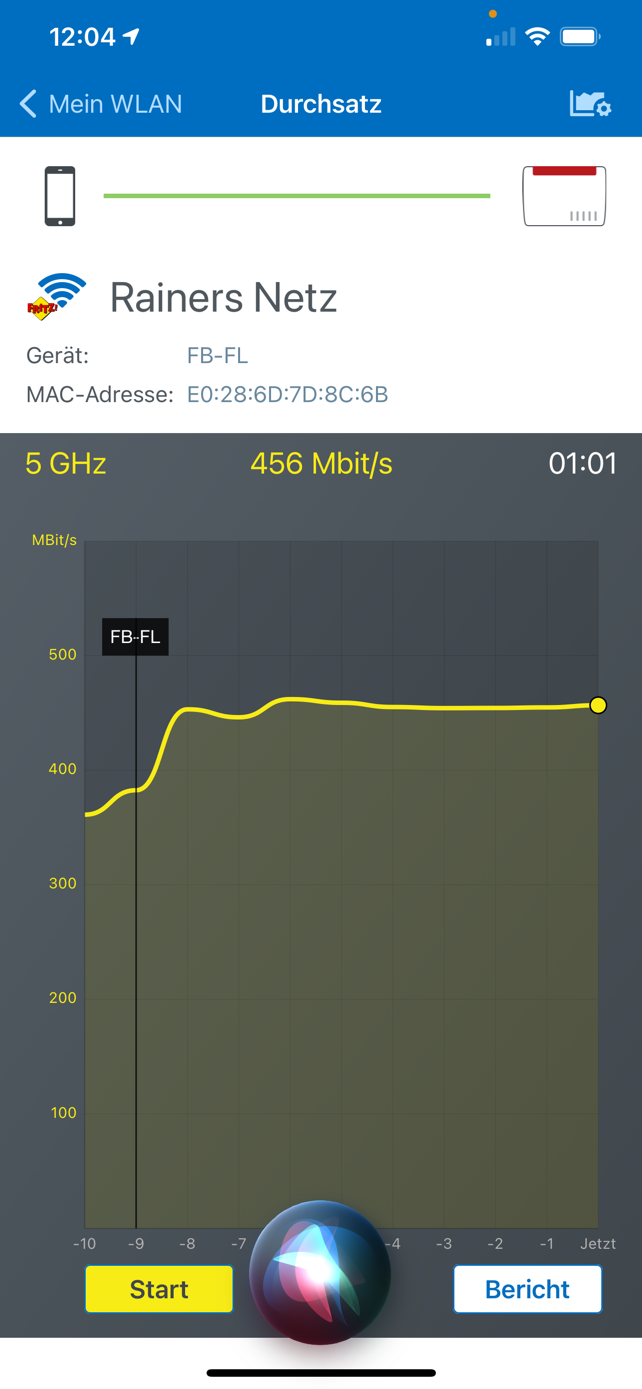 12:04
Mein WLAN
Durchsatz
FRITZ!
Rainers Netz
Gerät: FB-FL
MAC-Adresse: E0:28:6D:7D:8C:6B
5 GHz 456 Mbit/s 01:01
MBit/s
FB-FL
500
400
300
200
100
-10 -9 -8 -7 -4 -3 -2 -1 Jetzt
Start
Bericht